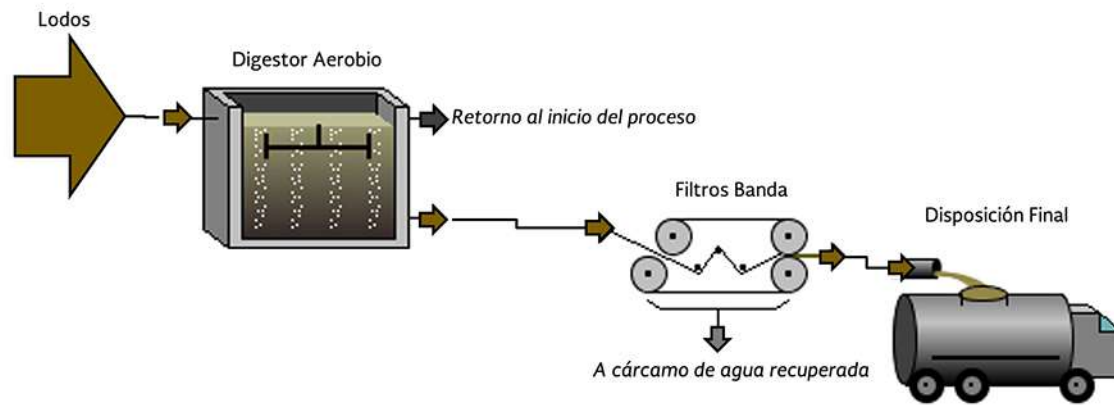 Lodos
Digestor Aerobio
Retorno al inicio del proceso
Filtros Banda
Disposición Final
A cárcamo de agua recuperada